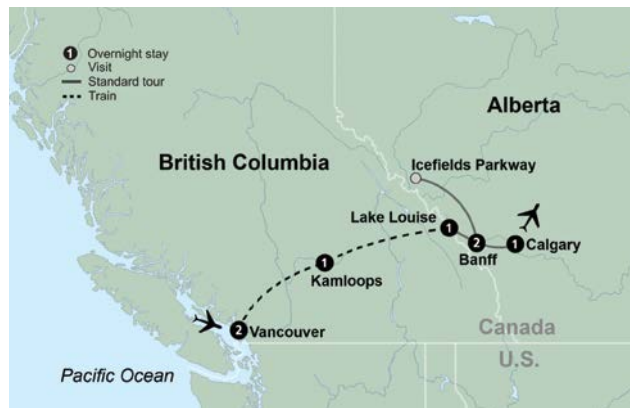 1 Overnight stay
Visit
Standard tour
Train
Alberta
British Columbia
Icefields Parkway
Lake Louise 1
2 Banff
1 Calgary
1 Kamloops
2 Vancouver
Canada
U.S.
Pacific Ocean